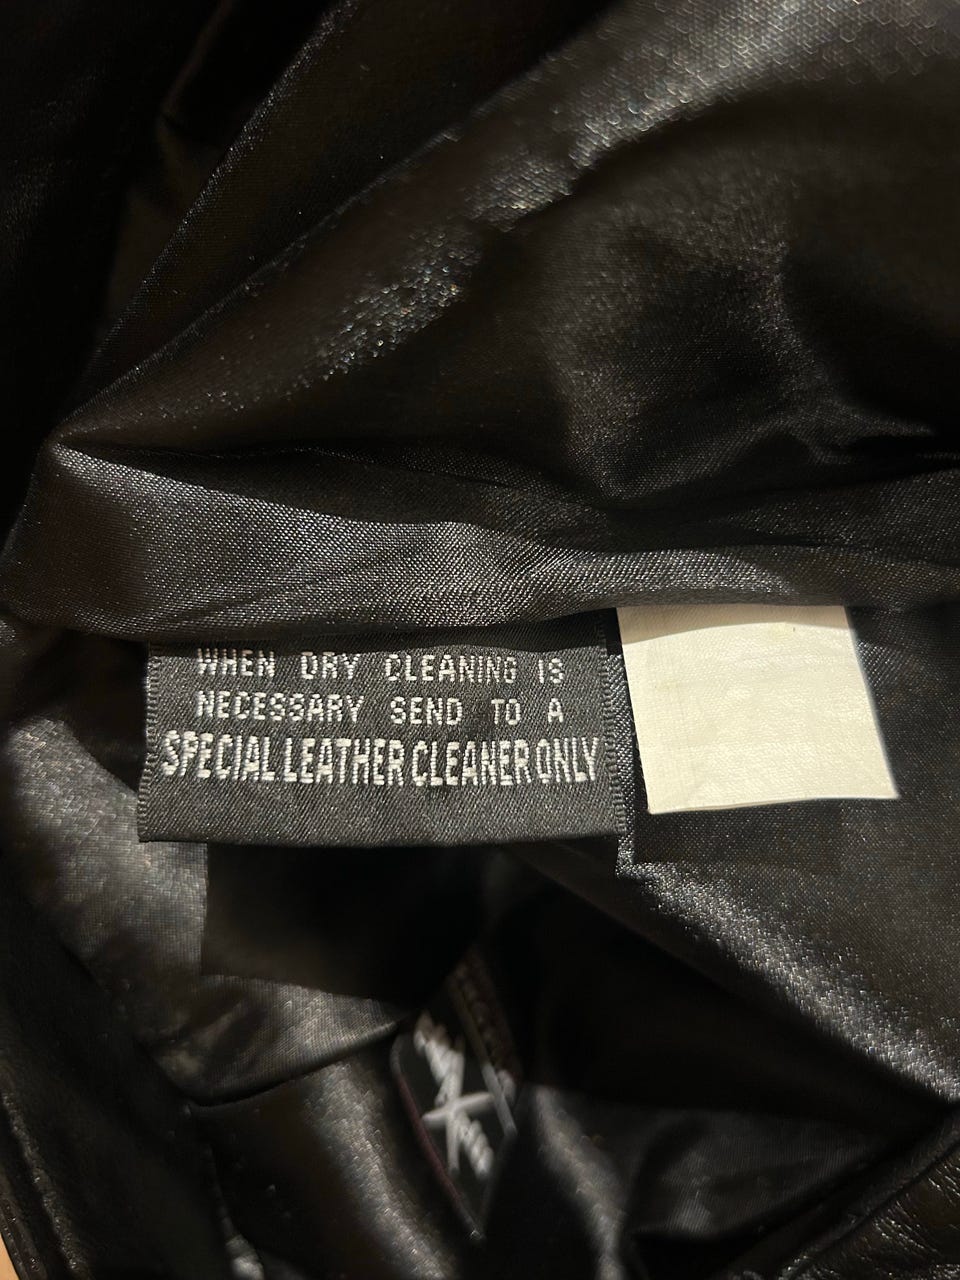 WHEN DRY CLEANING IS
NECESSARY SEND TO A
SPECIAL LEATHER CLEANER ONLY